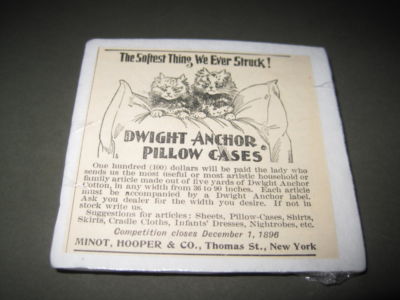 The Softest Thing, We Ever Struck!
DWIGHT ANCHOR
PILLOW CASES
One hundred (100) dollars will be paid the lady who
sends us the most useful or most artistic household or
family article made out of five yards of Dwight Anchor
Cotton, in any width from 36 to 90 inches. Each article
must be accompanied by a Dwight Anchor label.
Ask you dealer for the width you desire. If not in
stock write us.
Suggestions for articles: Sheets, Pillow-Cases, Shirts,
Skirts, Cradle Cloths, Infants' Dresses, Nightrobes, etc.
Competition closes December 1, 1896
MINOT, HOOPER & CO., Thomas St., New York